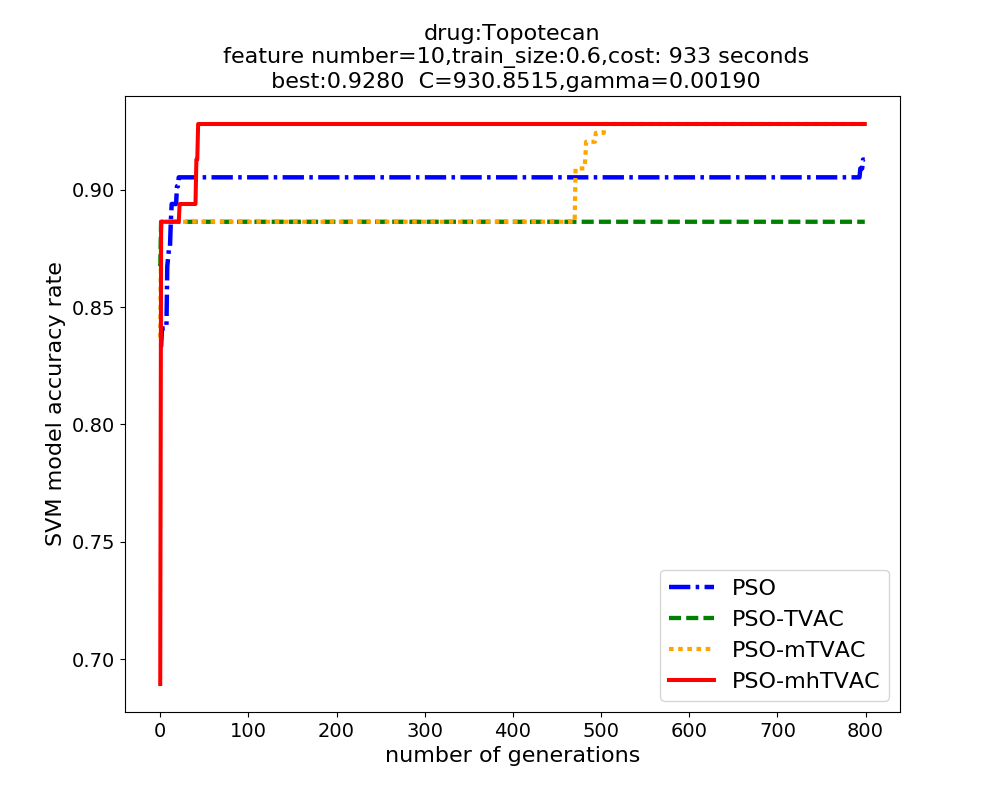 drug:Topotecan
feature number=10,train_size:0.6,cost: 933 seconds
best:0.9280  C=930.8515,gamma=0.00190
SVM model accuracy rate
0.90
0.85
0.80
0.75
0.70
PSO
PSO-TVAC
PSO-mTVAC
PSO-mhTVAC
0 100 200 300 400 500 600 700 800
number of generations